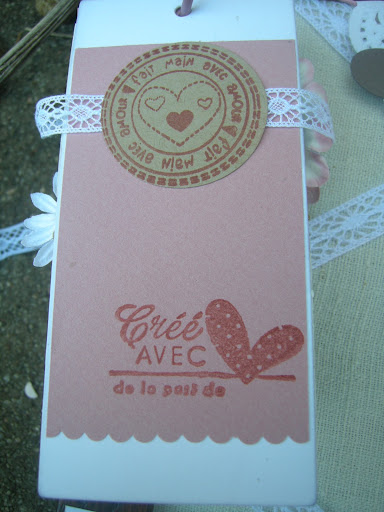 fait main avec amour ♥ fait main avec amour ♥
Créé
AVEC
de la part de